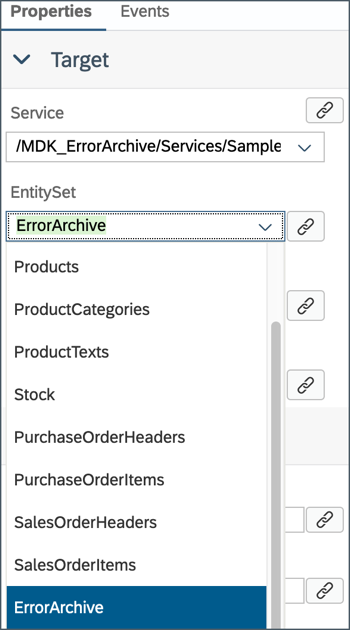 Properties Events
Target
Service
/MDK_ErrorArchive/Services/Sample
EntitySet
ErrorArchive
Products
ProductCategories
ProductTexts
Stock
PurchaseOrderHeaders
PurchaseOrderItems
SalesOrderHeaders
SalesOrderItems
ErrorArchive